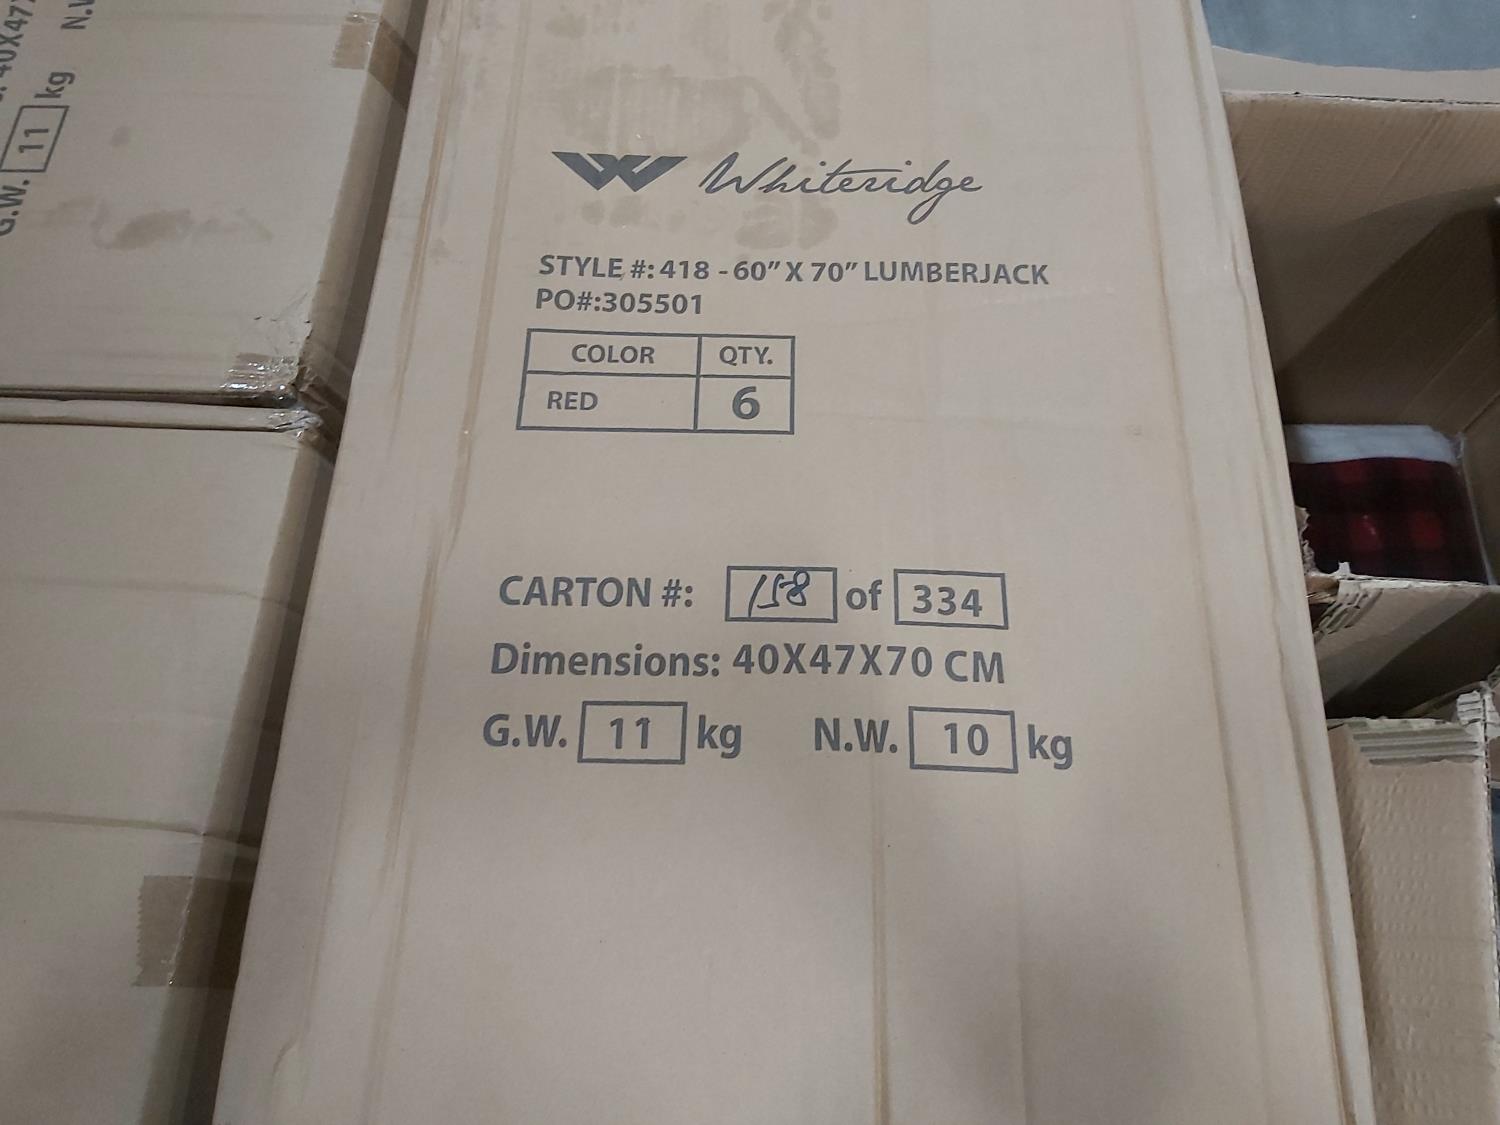 40X47
G.W. 11 kg N.W
Whiteridge
STYLE #: 418 - 60” X 70” LUMBERJACK
PO#:305501
COLOR QTY.
RED 6
CARTON #: 158 of 334
Dimensions: 40X47X70 CM
G.W. 11 kg N.W. 10 kg